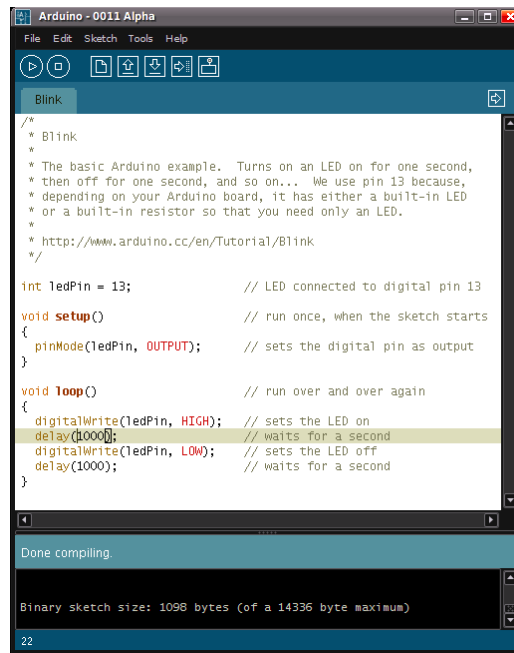 Arduino - 0011 Alpha
File Edit Sketch Tools Help
Blink
/*
 * Blink
 *
 * The basic Arduino example.  Turns on an LED on for one second,
 * then off for one second, and so on...  We use pin 13 because,
 * depending on your Arduino board, it has either a built-in LED
 * or a built-in resistor so that you need only an LED.
 *
 * http://www.arduino.cc/en/Tutorial/Blink
 */
int ledPin = 13;                // LED connected to digital pin 13
void setup()                    // run once, when the sketch starts
{
  pinMode(ledPin, OUTPUT);      // sets the digital pin as output
}
void loop()                     // run over and over again
{
  digitalWrite(ledPin, HIGH);   // sets the LED on
  delay(1000);                  // waits for a second
  digitalWrite(ledPin, LOW);    // sets the LED off
  delay(1000);                  // waits for a second
}
Done compiling.
Binary sketch size: 1098 bytes (of a 14336 byte maximum)
22